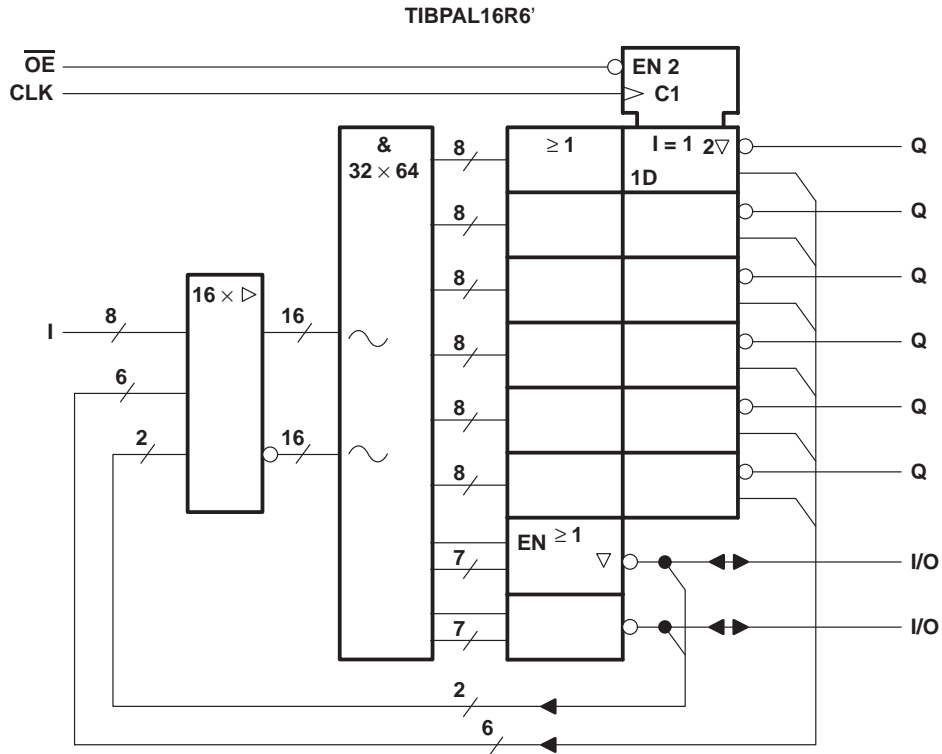 TIBPAL16R6’
OE
EN 2
CLK
C1
&
32 × 64
8
≥ 1
I = 1
2▽
1D
Q
8
Q
8
Q
16 × ▷
I
8
16
8
Q
6
8
Q
2
16
8
Q
EN
≥ 1
▽
7
I/O
7
I/O
2
6